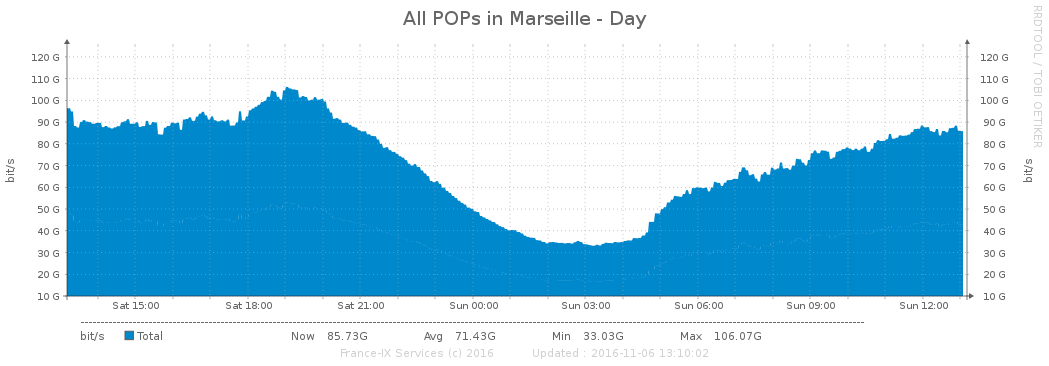 All POPs in Marseille - Day
RRDTOOL / TOBI OETIKER
120 G 120 G
110 G 110 G
100 G 100 G
90 G 90 G
80 G 80 G
70 G 70 G
60 G 60 G
50 G 50 G
40 G 40 G
30 G 30 G
20 G 20 G
10 G 10 G
bit/s
bit/s
Sat 15:00 Sat 18:00 Sat 21:00 Sun 00:00 Sun 03:00 Sun 06:00 Sun 09:00 Sun 12:00
bit/s Total Now 85.73G Avg 71.43G Min 33.03G Max 106.07G
France-IX Services (c) 2016 Updated : 2016-11-06 13:10:02